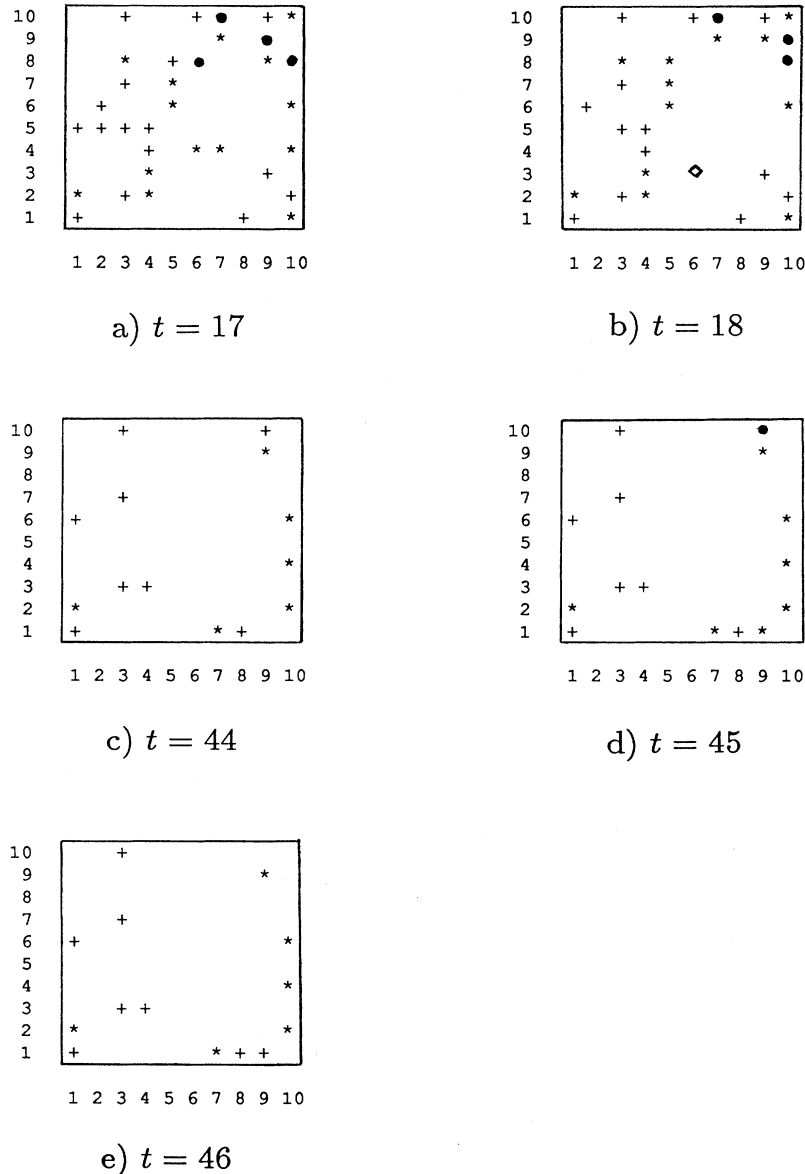 10 + + ● + *
9 * ●
8 * + ● * ●
7 + *
6 + * *
5 + + + +
4 + * * *
3 * +
2 * + * +
1 + + *
1 2 3 4 5 6 7 8 9 10
a) t = 17
10 + + ● + *
9 * * ●
8 * * ●
7 + *
6 + * *
5 + +
4 +
3 * ◇ +
2 * + * +
1 + + *
1 2 3 4 5 6 7 8 9 10
b) t = 18
10 + +
9 *
8
7 +
6 + *
5
4 *
3 + +
2 * *
1 + * +
1 2 3 4 5 6 7 8 9 10
c) t = 44
10 + ●
9 *
8
7 +
6 + *
5
4 *
3 + +
2 * *
1 + * + *
1 2 3 4 5 6 7 8 9 10
d) t = 45
10 +
9 *
8
7 +
6 + *
5
4 *
3 + +
2 * *
1 + * + +
1 2 3 4 5 6 7 8 9 10
e) t = 46